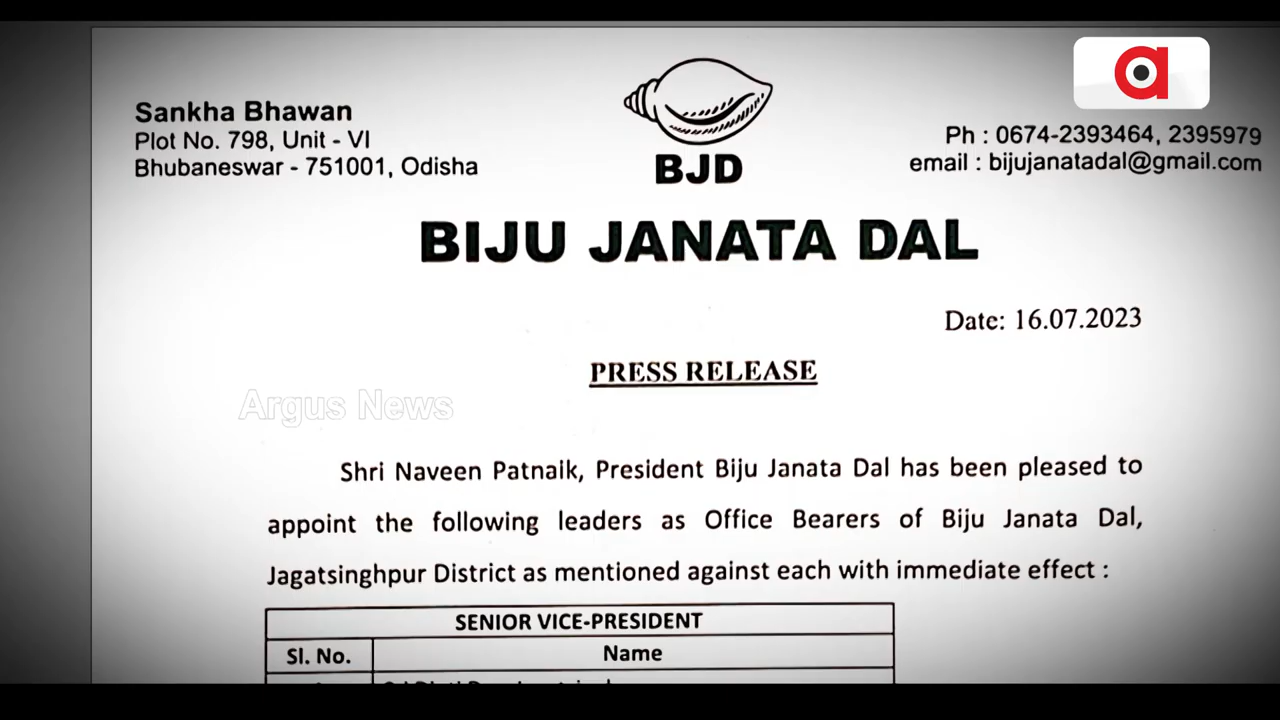 Sankha Bhawan
Plot No. 798, Unit - VI
Bhubaneswar - 751001, Odisha
BJD
Ph : 0674-2393464, 2395979
email : bijujanatadal@gmail.com
BIJU JANATA DAL
Date: 16.07.2023
PRESS RELEASE
Argus News
Shri Naveen Patnaik, President Biju Janata Dal has been pleased to
appoint the following leaders as Office Bearers of Biju Janata Dal,
Jagatsinghpur District as mentioned against each with immediate effect :
SENIOR VICE-PRESIDENT
Sl. No.
Name